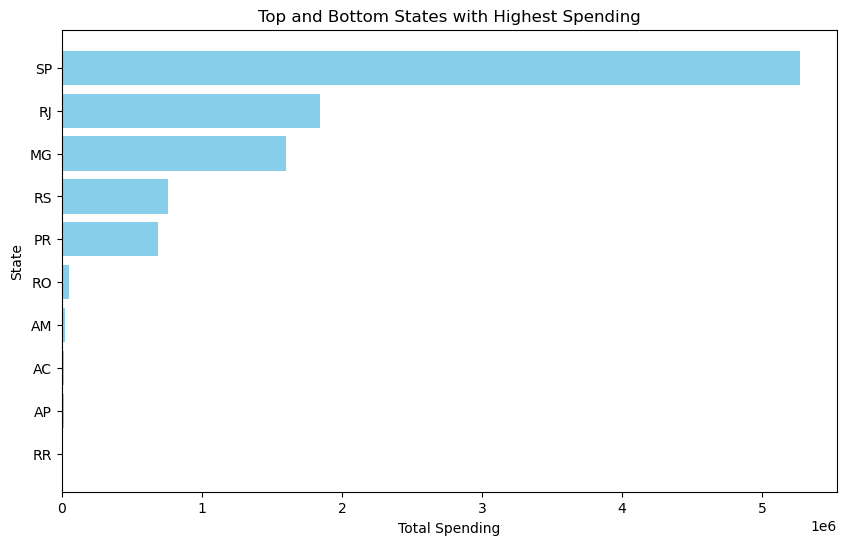 Top and Bottom States with Highest Spending
SP
RJ
MG
RS
PR
RO
AM
AC
AP
RR
State
0 1 2 3 4 5
1e6
Total Spending